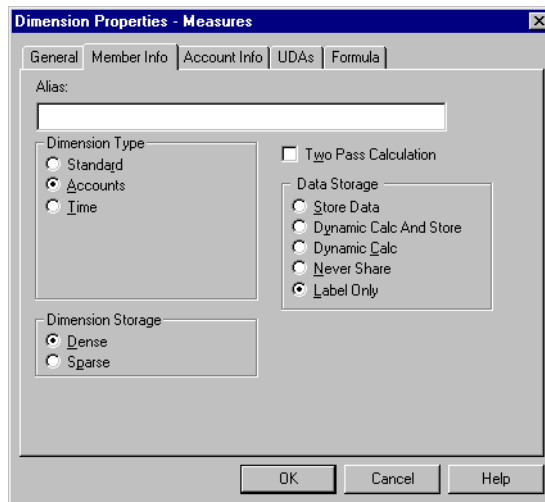 Dimension Properties - Measures
General Member Info Account Info UDAs Formula
Alias:
Dimension Type
Standard
Accounts
Time
Two Pass Calculation
Data Storage
Store Data
Dynamic Calc And Store
Dynamic Calc
Never Share
Label Only
Dimension Storage
Dense
Sparse
OK Cancel Help